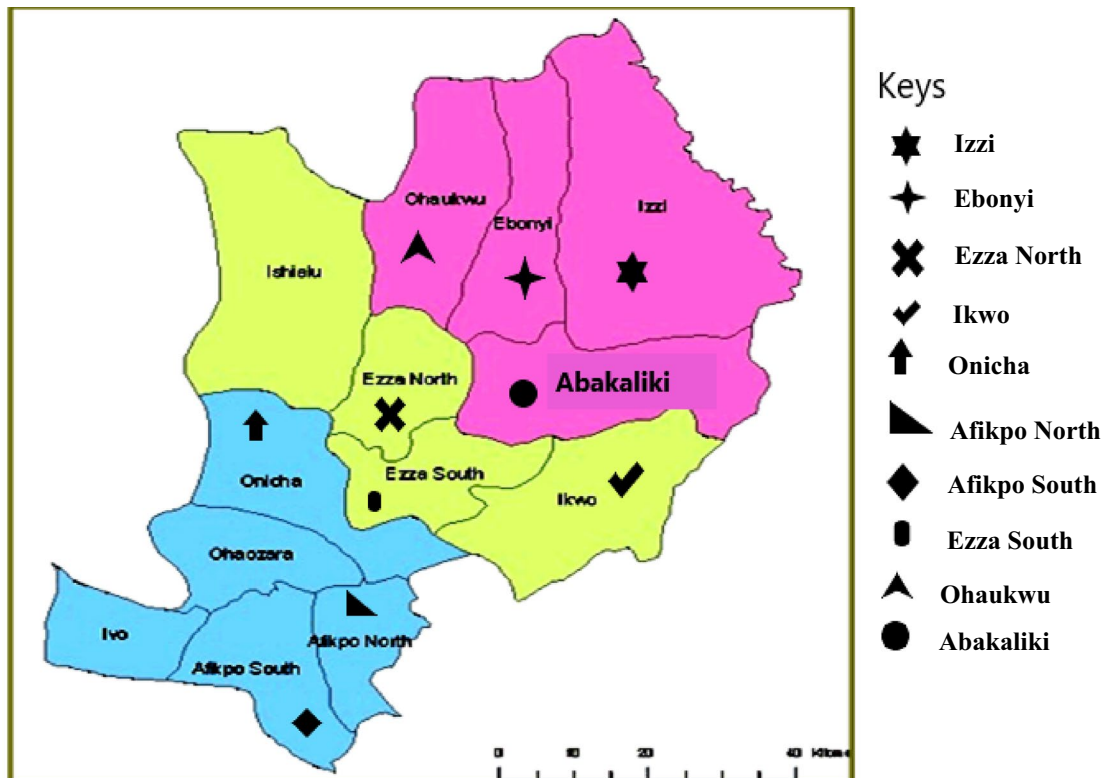 Keys
Izzi
Ebonyi
Ezza North
Ikwo
Onicha
Afikpo North
Afikpo South
Ezza South
Ohaukwu
Abakaliki
Ohaukwu
Ebonyi
Izzi
Ishielu
Ezza North
Abakaliki
Ezza South
Ikwo
Onicha
Ohaozara
Ivo
Afikpo North
Afikpo South
0 10 20 40